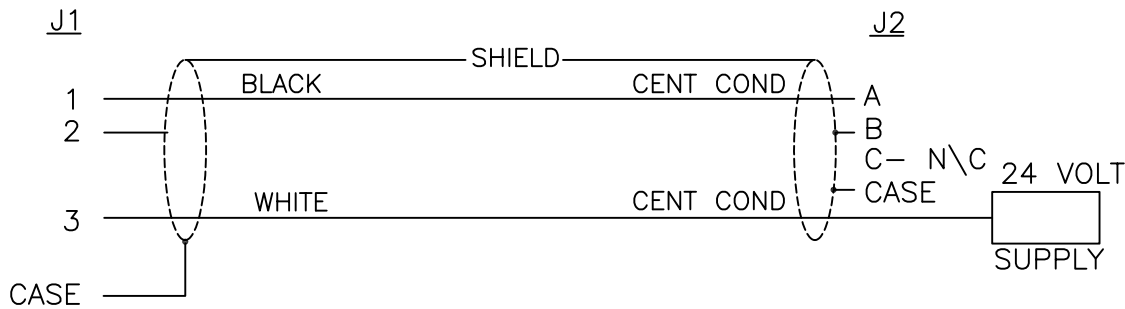 J1
J2
SHIELD
BLACK CENT COND
1 A
2 B
C- N\C
24 VOLT
CASE
WHITE CENT COND
3
SUPPLY
CASE